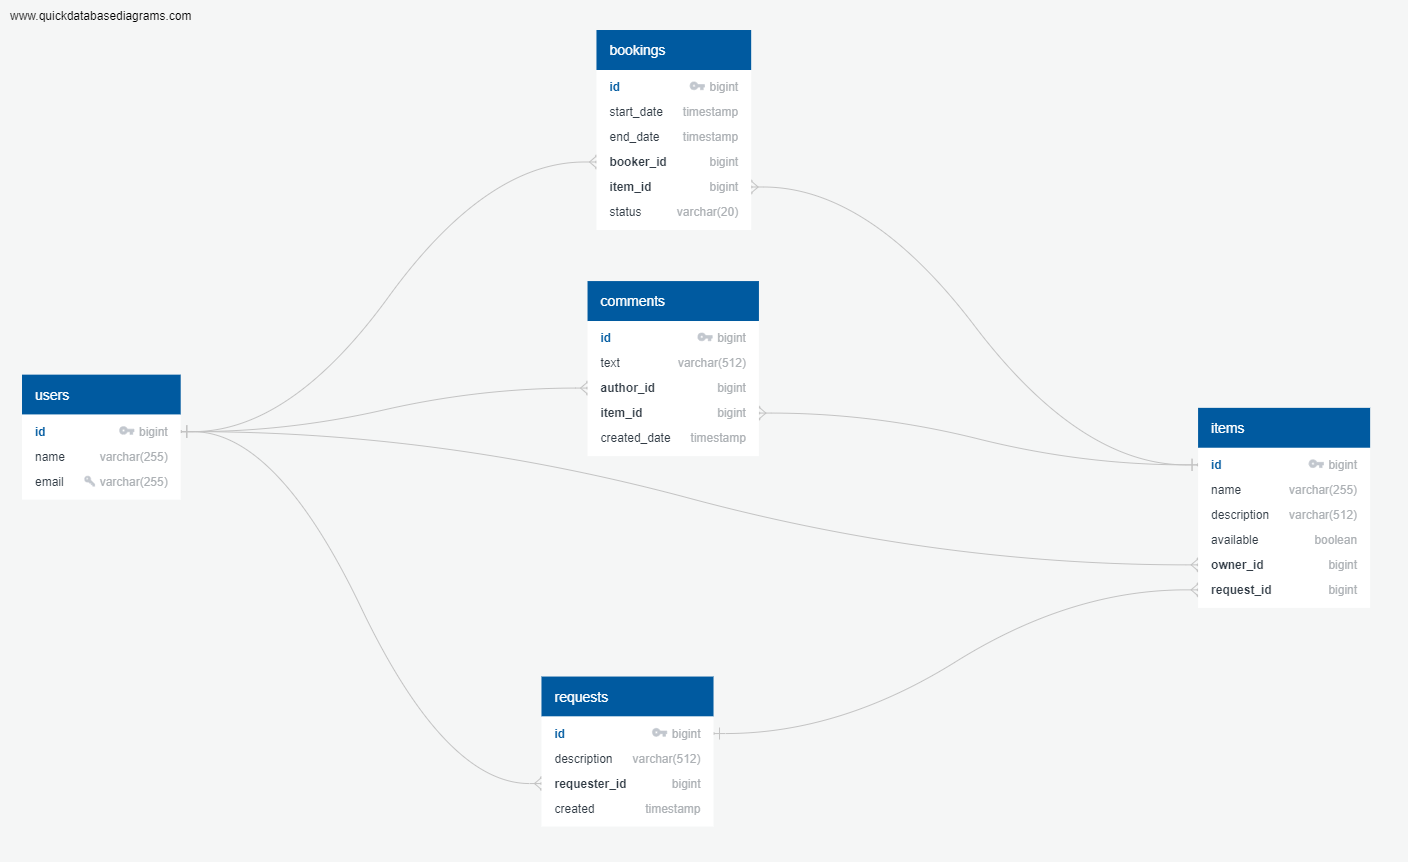 www.quickdatabasediagrams.com
bookings
id bigint
start_date timestamp
end_date timestamp
booker_id bigint
item_id bigint
status varchar(20)
comments
id bigint
text varchar(512)
author_id bigint
item_id bigint
created_date timestamp
users
id bigint
name varchar(255)
email varchar(255)
items
id bigint
name varchar(255)
description varchar(512)
available boolean
owner_id bigint
request_id bigint
requests
id bigint
description varchar(512)
requester_id bigint
created timestamp